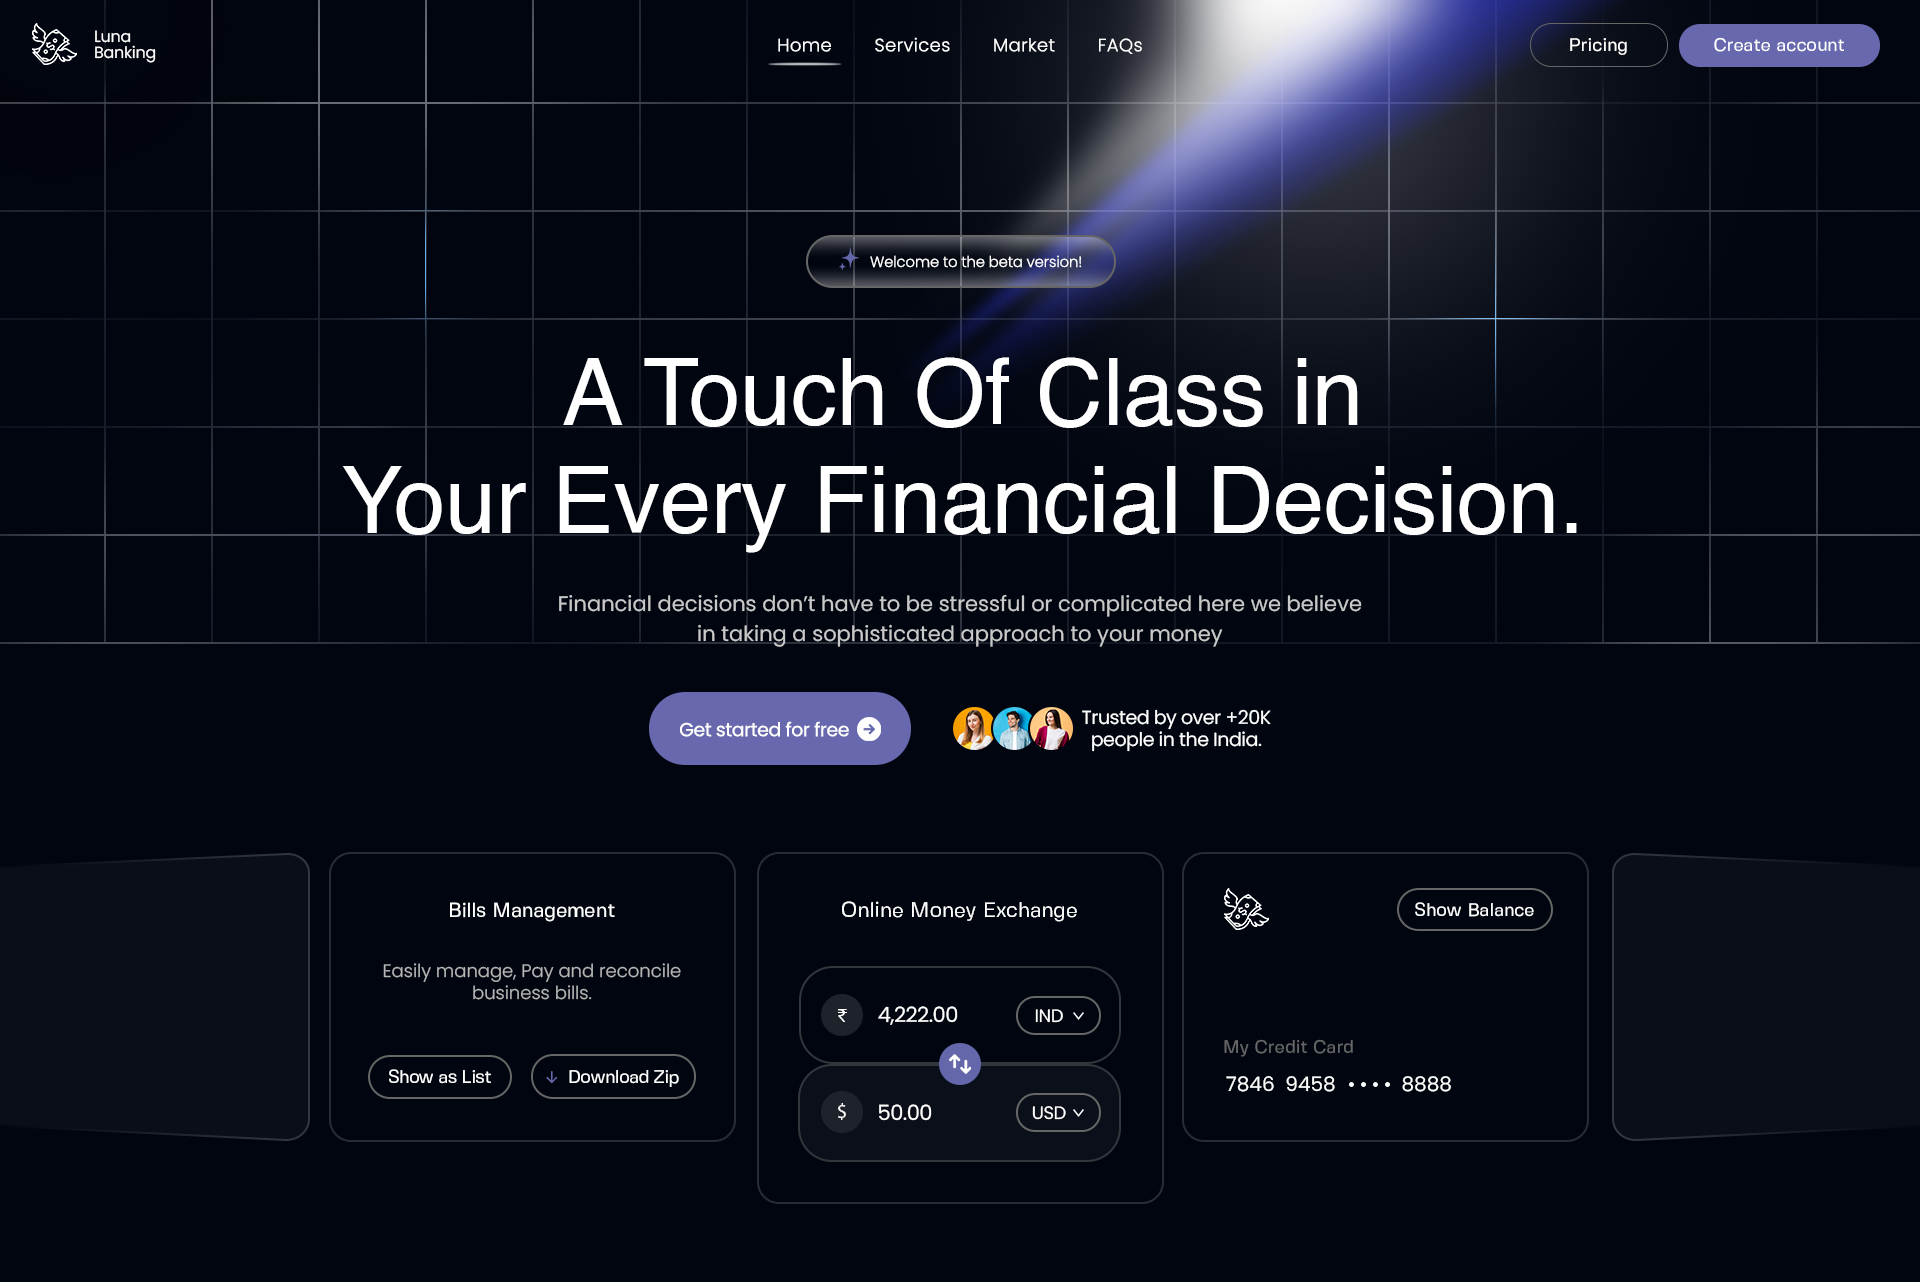 Luna
Banking
Home
Services
Market
FAQs
Pricing
Create account
Welcome to the beta version!
A Touch Of Class in
Your Every Financial Decision.
Financial decisions don't have to be stressful or complicated here we believe
in taking a sophisticated approach to your money
Get started for free
Trusted by over +20K
people in the India.
Bills Management
Easily manage, Pay and reconcile
business bills.
Show as List
Download Zip
Online Money Exchange
₹ 4,222.00 IND
$ 50.00 USD
Show Balance
My Credit Card
7846 9458 •••• 8888